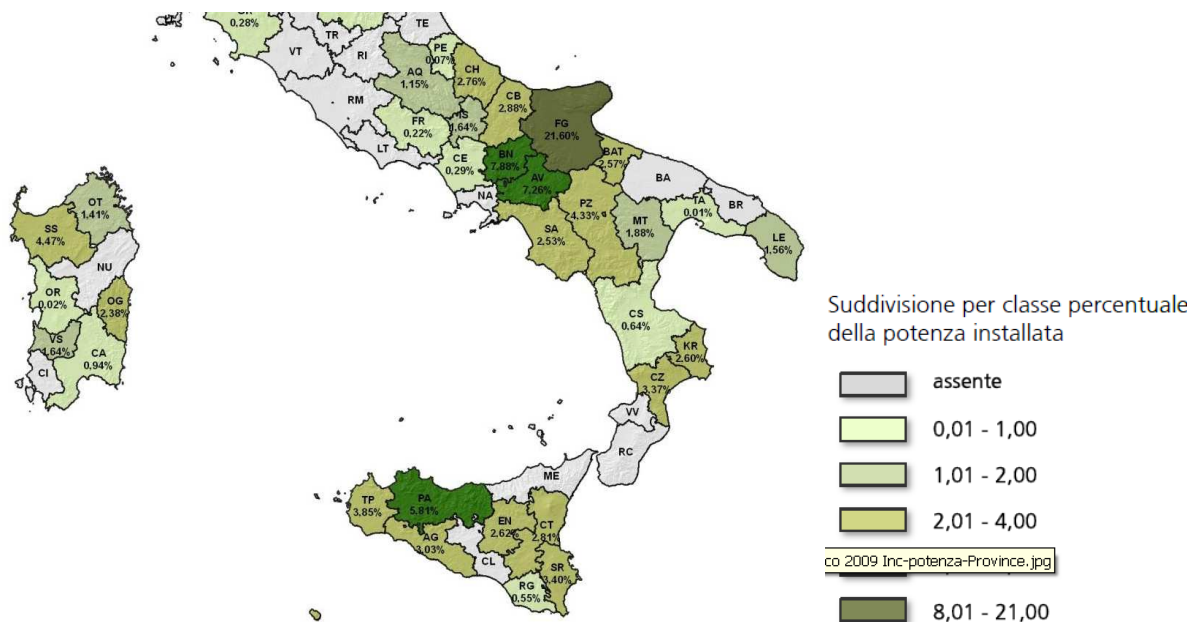 GR
0,28%
TR
TE
VT
RI
PE
0,07%
AQ
1,15%
CH
2.76%
RM
CB
2,88%
FR
0,22%
IS
1.64%
FG
21,60%
LT
CE
0,29%
BN
7,88%
BAT
2,57%
AV
7,26%
BA
NA
PZ
4,33%
TA
0,01%
BR
OT
1,41%
SA
2,53%
MT
1,88%
LE
1,56%
SS
4.47%
NU
OR
0,02%
OG
2,38%
CS
0,64%
VS
1,64%
CA
0,94%
CI
KR
2,60%
CZ
3,37%
VV
RC
ME
TP
3,85%
PA
5,81%
EN
2,62%
CT
2,81%
AG
3,03%
CL
SR
3,40%
RG
0,55%
Suddivisione per classe percentuale
della potenza installata
assente
0,01 - 1,00
1,01 - 2,00
2,01 - 4,00
co 2009 Inc-potenza-Province.jpg
8,01 - 21,00